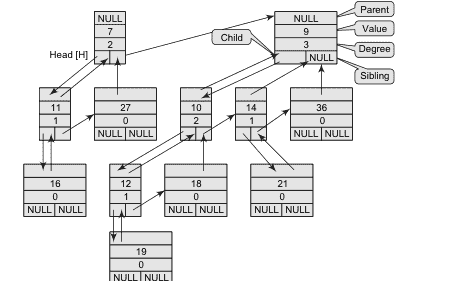 NULL
7
2
Head [H]
NULL
9
3
NULL
Parent
Value
Degree
Sibling
Child
11
1
27
0
NULL NULL
10
2
14
1
36
0
NULL NULL
16
0
NULL NULL
12
1
18
0
NULL NULL
21
0
NULL NULL
19
0
NULL NULL